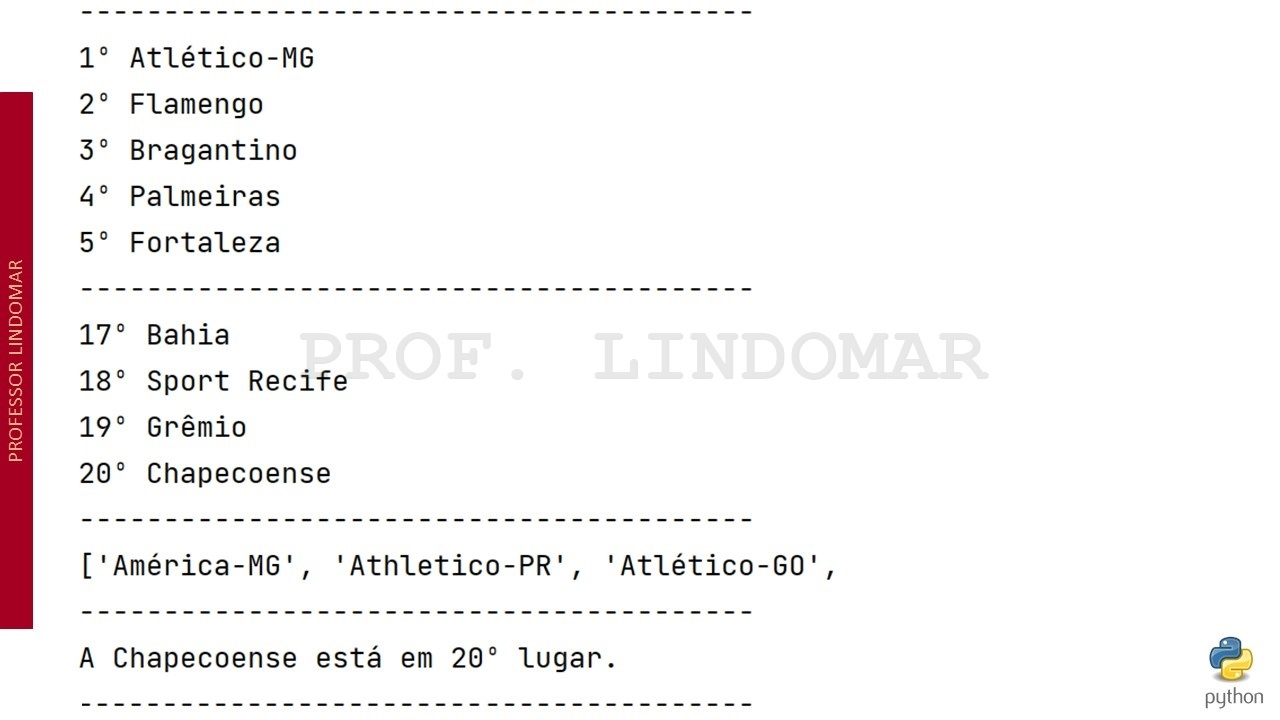 ----------------------------------------
1° Atlético-MG
2° Flamengo
3° Bragantino
4° Palmeiras
5° Fortaleza
----------------------------------------
17° Bahia
18° Sport Recife
19° Grêmio
20° Chapecoense
----------------------------------------
['América-MG', 'Athletico-PR', 'Atlético-GO',
----------------------------------------
A Chapecoense está em 20° lugar.
----------------------------------------
PROF. LINDOMAR
PROFESSOR LINDOMAR
python